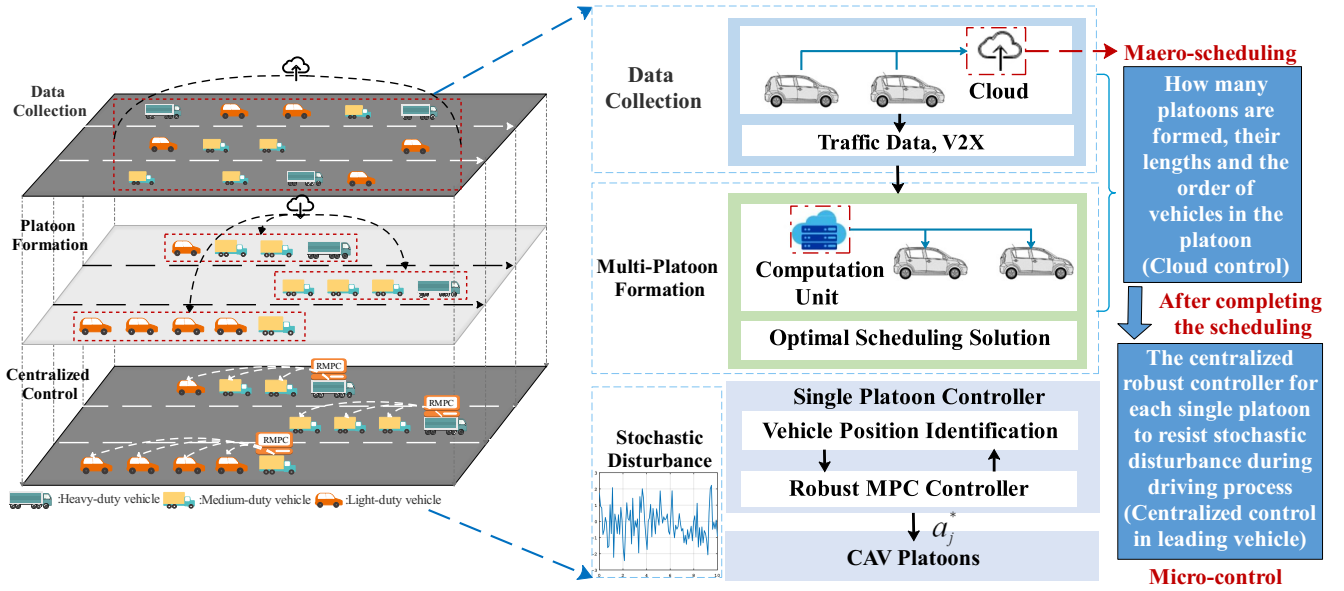 Data
Collection
Platoon
Formation
Centralized
Control
RMPC
RMPC
RMPC
:Heavy-duty vehicle
:Medium-duty vehicle
:Light-duty vehicle
Data
Collection
Cloud
Traffic Data, V2X
Multi-Platoon
Formation
Computation
Unit
Optimal Scheduling Solution
Stochastic
Disturbance
Single Platoon Controller
Vehicle Position Identification
Robust MPC Controller
a*j
CAV Platoons
Maero-scheduling
How many
platoons are
formed, their
lengths and the
order of
vehicles in the
platoon
(Cloud control)
After completing
the scheduling
The centralized
robust controller for
each single platoon
to resist stochastic
disturbance during
driving process
(Centralized control
in leading vehicle)
Micro-control